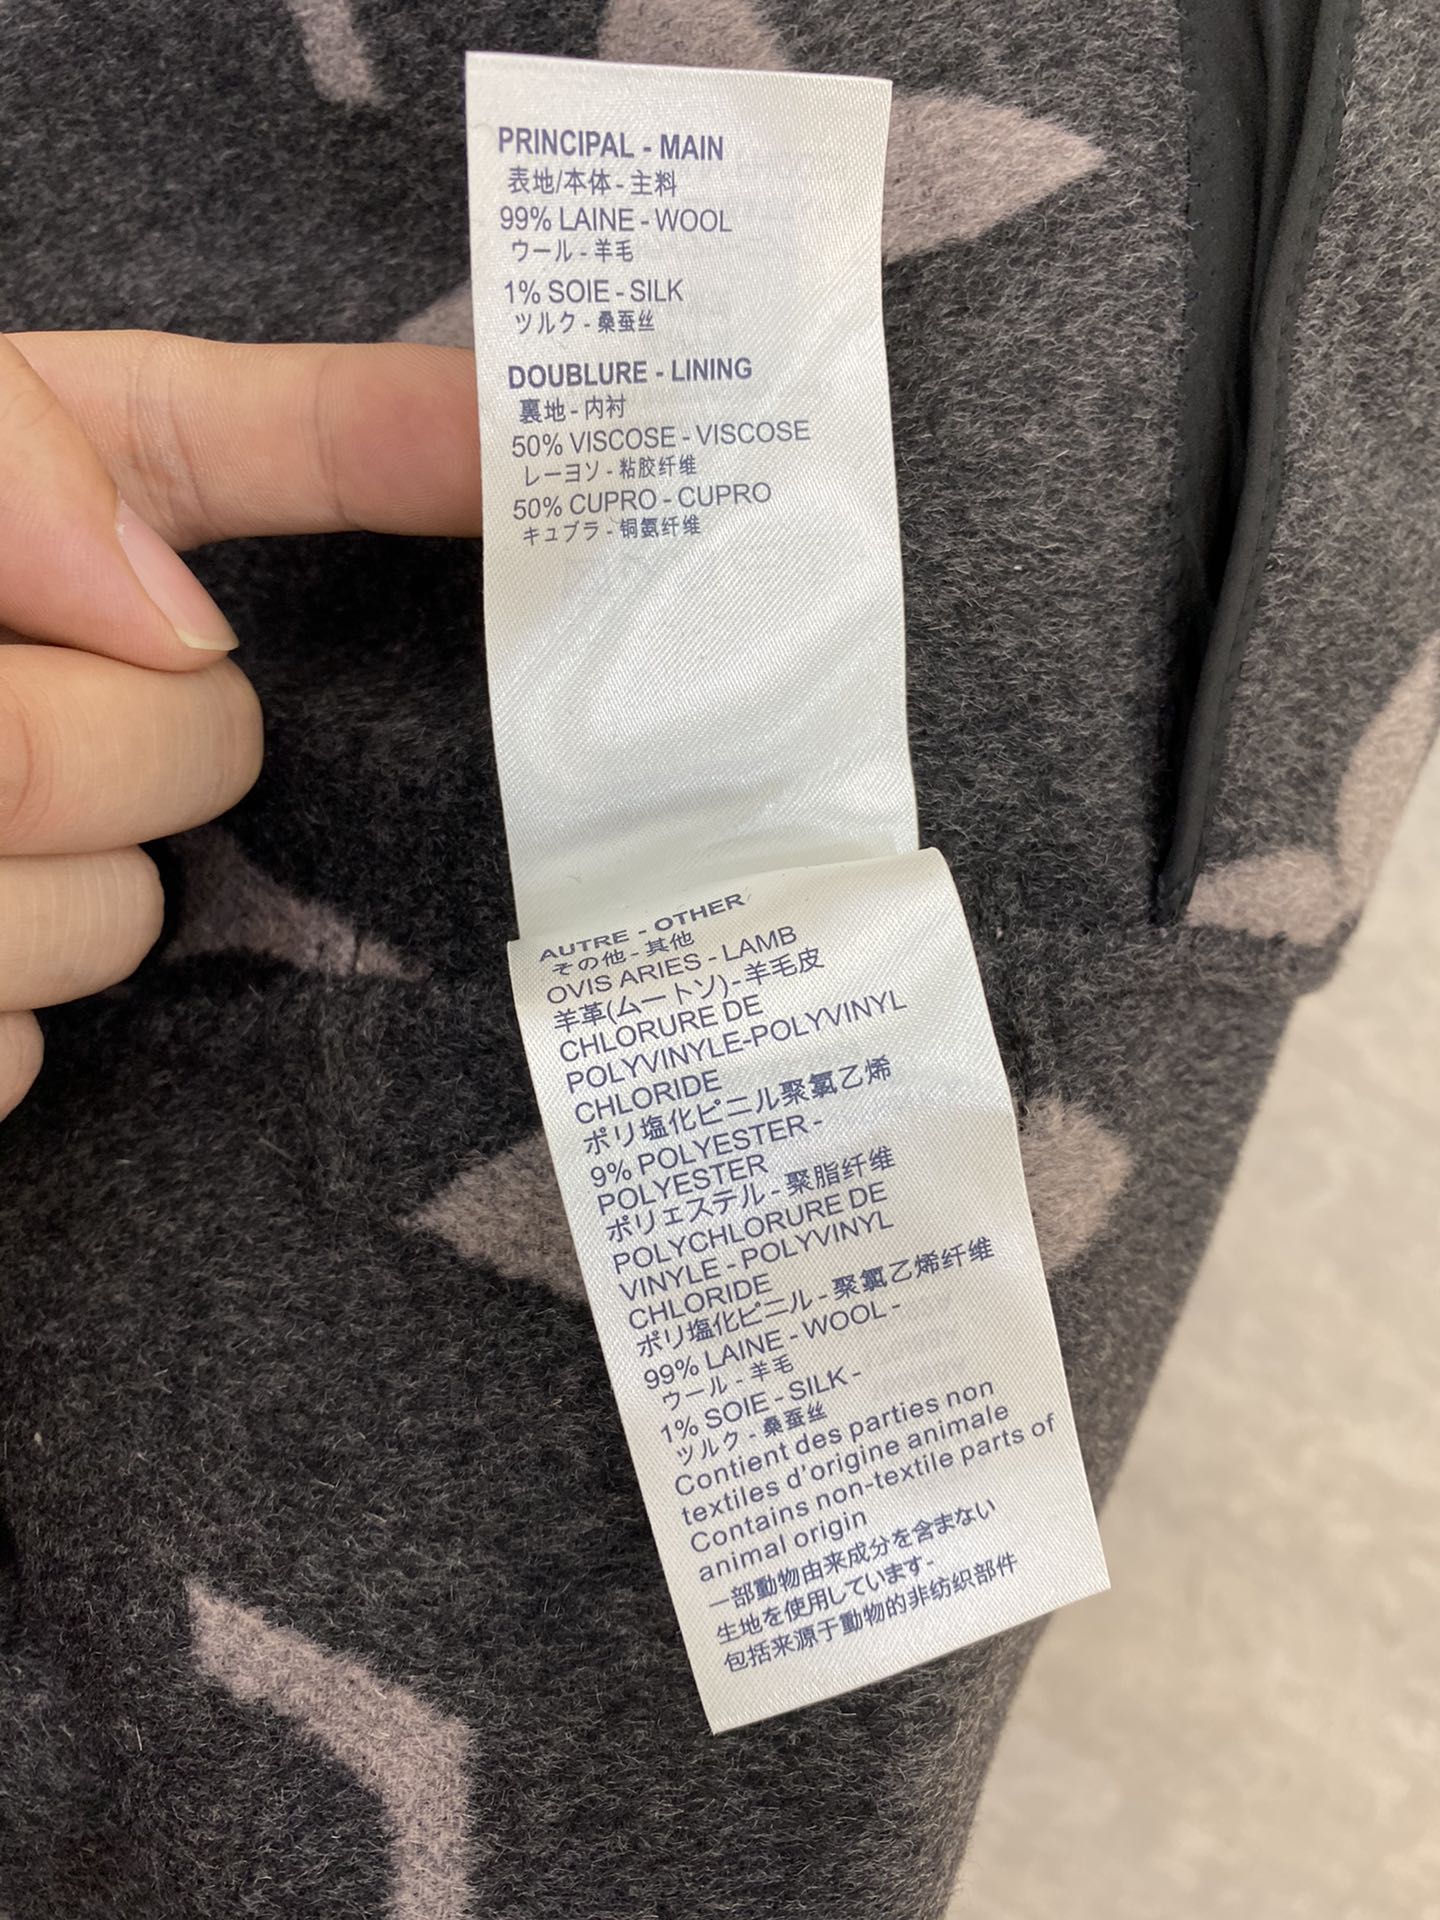 PRINCIPAL - MAIN
表地/本体 - 主料
99% LAINE - WOOL
ウール - 羊毛
1% SOIE - SILK
ツルク - 桑蚕丝
DOUBLURE - LINING
裏地 - 内衬
50% VISCOSE - VISCOSE
レーヨソ - 粘胶纤维
50% CUPRO - CUPRO
キュブラ - 铜氨纤维
AUTRE - OTHER
その他 - 其他
OVIS ARIES - LAMB
羊革(ムートソ)-羊毛皮
CHLORURE DE
POLYVINYLE-POLYVINYL
CHLORIDE
ポリ塩化ピニル聚氯乙烯
9% POLYESTER -
POLYESTER
ポリェステル - 聚脂纤维
POLYCHLORURE DE
VINYLE - POLYVINYL
CHLORIDE
ポリ塩化ピニル - 聚氯乙烯纤维
99% LAINE - WOOL -
ウール - 羊毛
1% SOIE - SILK -
ツルク - 桑蚕丝
Contient des parties non
textiles d'origine animale
Contains non-textile parts of
animal origin
一部動物由来成分を含まない
生地を使用しています-
包括来源于動物的非纺织部件